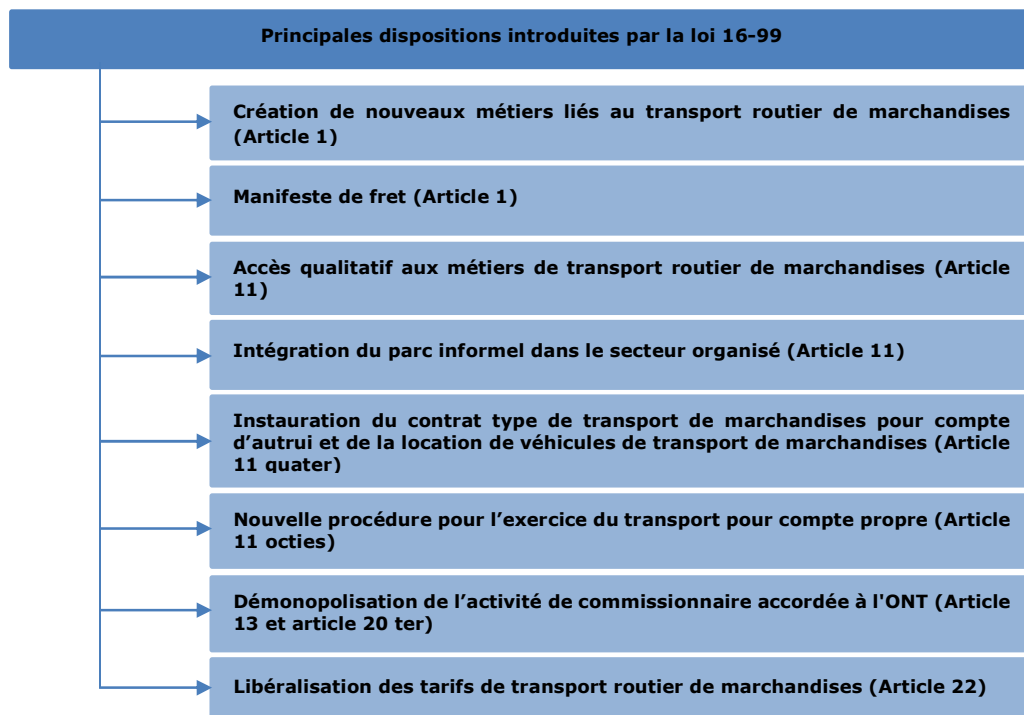 Principales dispositions introduites par la loi 16-99
Création de nouveaux métiers liés au transport routier de marchandises
(Article 1)
Manifeste de fret (Article 1)
Accès qualitatif aux métiers de transport routier de marchandises (Article
11)
Intégration du parc informel dans le secteur organisé (Article 11)
Instauration du contrat type de transport de marchandises pour compte
d’autrui et de la location de véhicules de transport de marchandises (Article
11 quater)
Nouvelle procédure pour l’exercice du transport pour compte propre (Article
11 octies)
Démonopolisation de l’activité de commissionnaire accordée à l'ONT (Article
13 et article 20 ter)
Libéralisation des tarifs de transport routier de marchandises (Article 22)